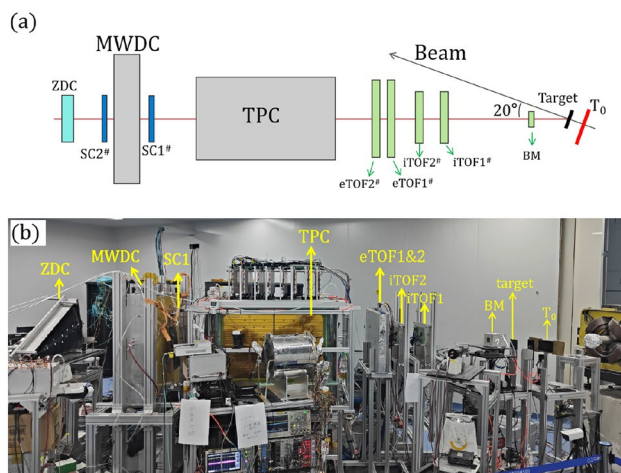 (a)
MWDC
Beam
ZDC
TPC
20°
Target
T₀
SC2#
SC1#
iTOF2#
iTOF1#
BM
eTOF2#
eTOF1#
(b)
TPC
eTOF1&2
ZDC
MWDC
SC1
iTOF2
iTOF1
target
BM
T₀